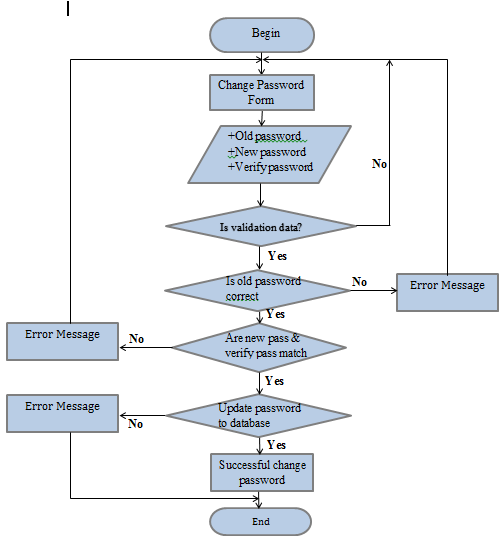 Begin
Change Password
Form
+Old password
+New password
+Verify password
No
Is validation data?
Yes
Is old password
correct
No
Error Message
Yes
Error Message
No
Are new pass &
verify pass match
Yes
Error Message
No
Update password
to database
Yes
Successful change
password
End